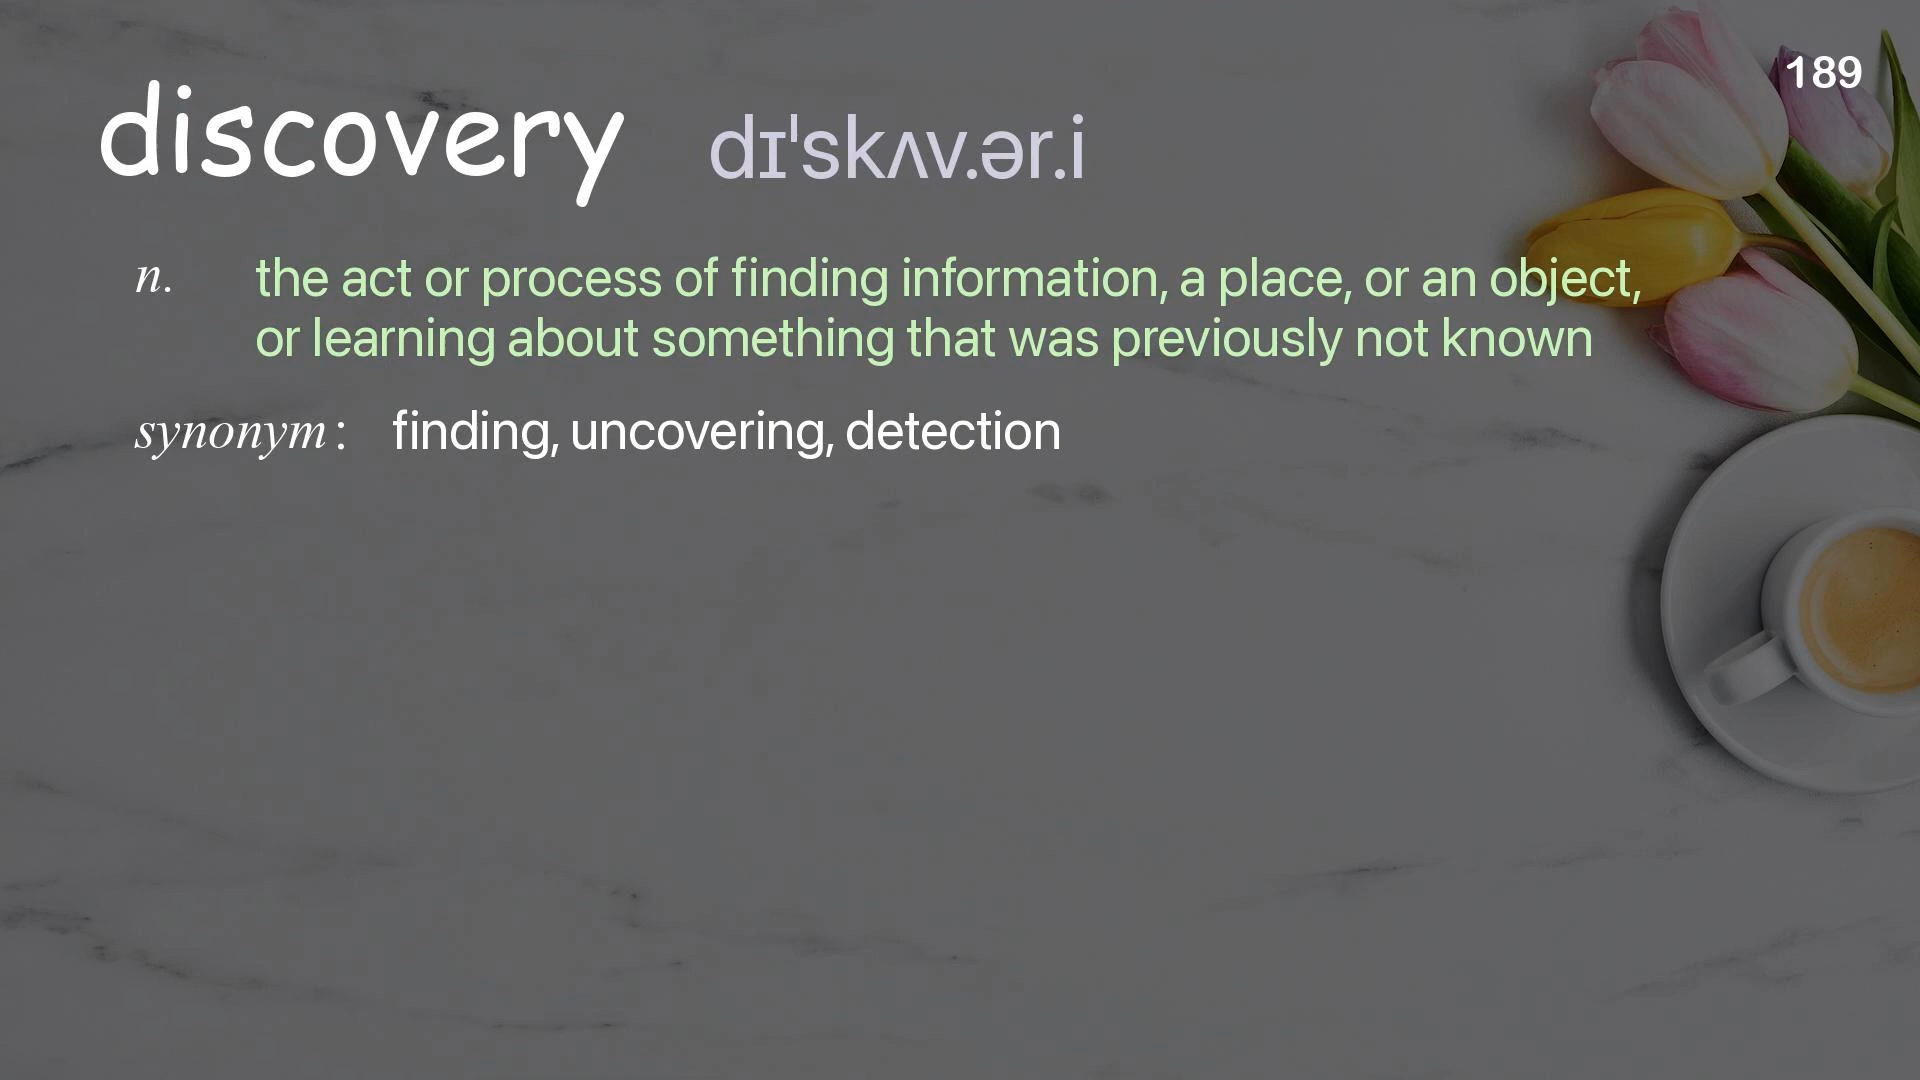 189
discovery dɪˈskʌv.ər.i
n. the act or process of finding information, a place, or an object,
or learning about something that was previously not known
synonym: finding, uncovering, detection